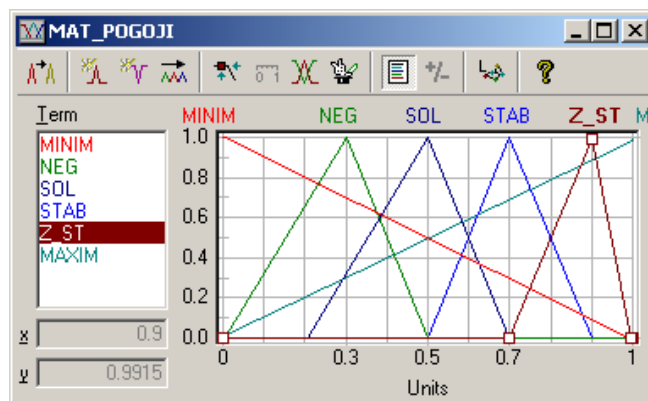 MAT_POGOJI
Term
MINIM NEG SOL STAB Z_ST M
MINIM
NEG
SOL
STAB
Z_ST
MAXIM
1.0
0.8
0.6
0.4
0.2
0.0
0 0.3 0.5 0.7 1
Units
x 0.9
y 0.9915